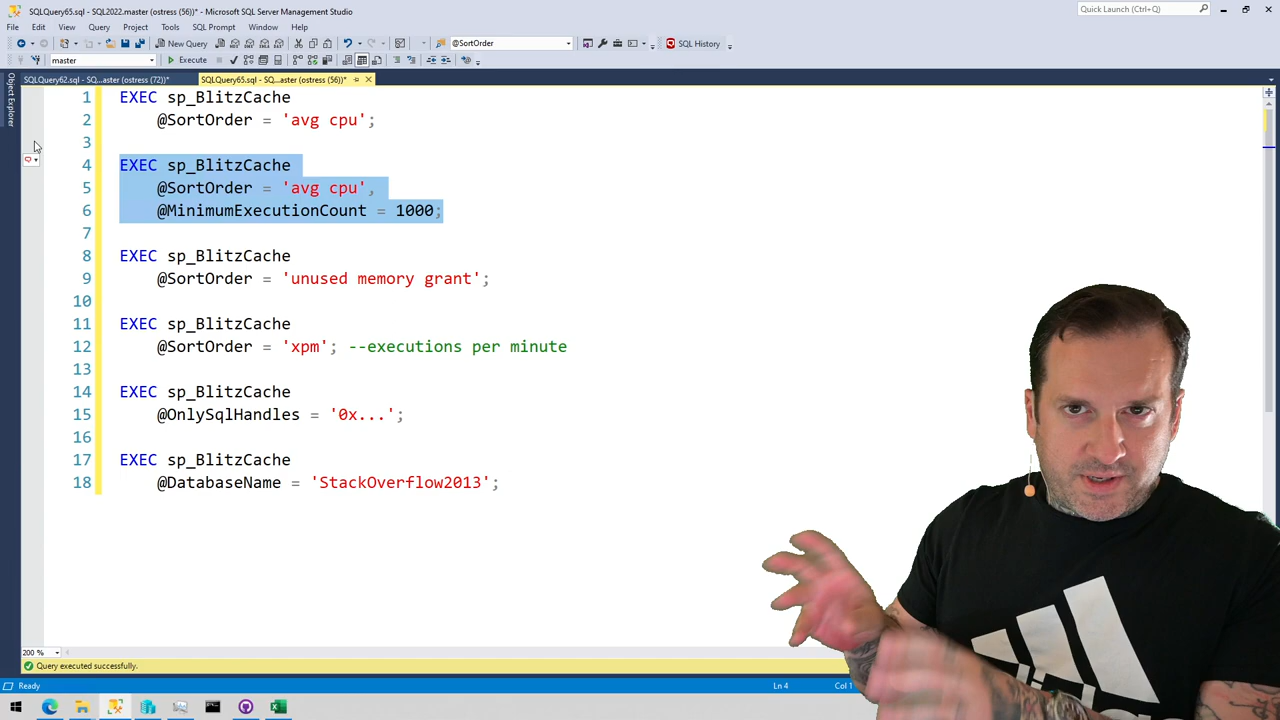 SQLQuery65.sql - SQL2022.master (ostress (56))* - Microsoft SQL Server Management Studio
Quick Launch (Ctrl+Q)
File Edit View Query Project Tools SQL Prompt Window Help
New Query
@SortOrder
SQL History
master
Execute
Object Explorer
SQLQuery62.sql - SQ...aster (ostress (72))*
SQLQuery65.sql - SQ...aster (ostress (56))*
1 EXEC sp_BlitzCache
2 @SortOrder = 'avg cpu';
3
4 EXEC sp_BlitzCache
5 @SortOrder = 'avg cpu',
6 @MinimumExecutionCount = 1000;
7
8 EXEC sp_BlitzCache
9 @SortOrder = 'unused memory grant';
10
11 EXEC sp_BlitzCache
12 @SortOrder = 'xpm'; --executions per minute
13
14 EXEC sp_BlitzCache
15 @OnlySqlHandles = '0x...';
16
17 EXEC sp_BlitzCache
18 @DatabaseName = 'StackOverflow2013';
200 %
Query executed successfully.
Ready
Ln 4
Col 1